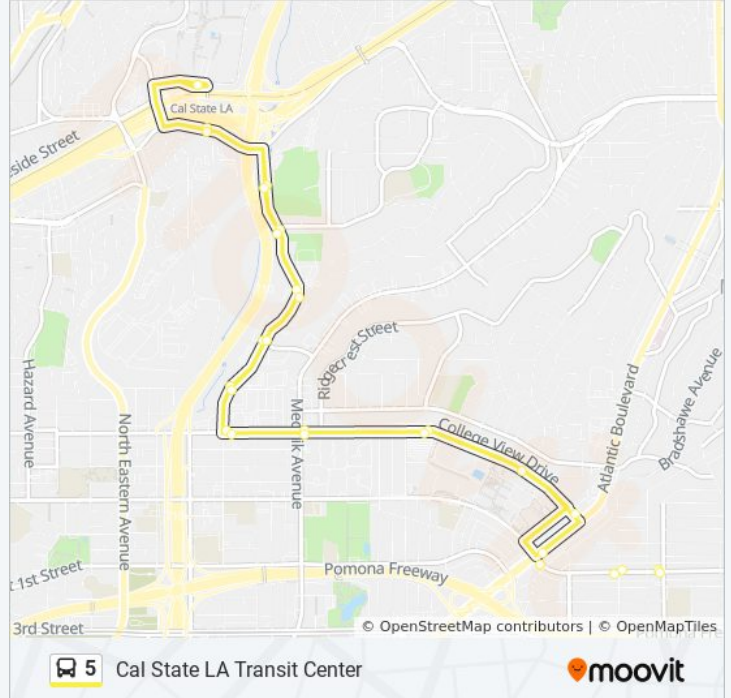 Cal State LA
side Street
Ridgecrest Street
Hazard Avenue
North Eastern Avenue
Mednik Avenue
College View Drive
Atlantic Boulevard
Bradshawe Avenue
t 1st Street
Pomona Freeway
3rd Street
© OpenStreetMap contributors | © OpenMapTiles
5 Cal State LA Transit Center
moovit